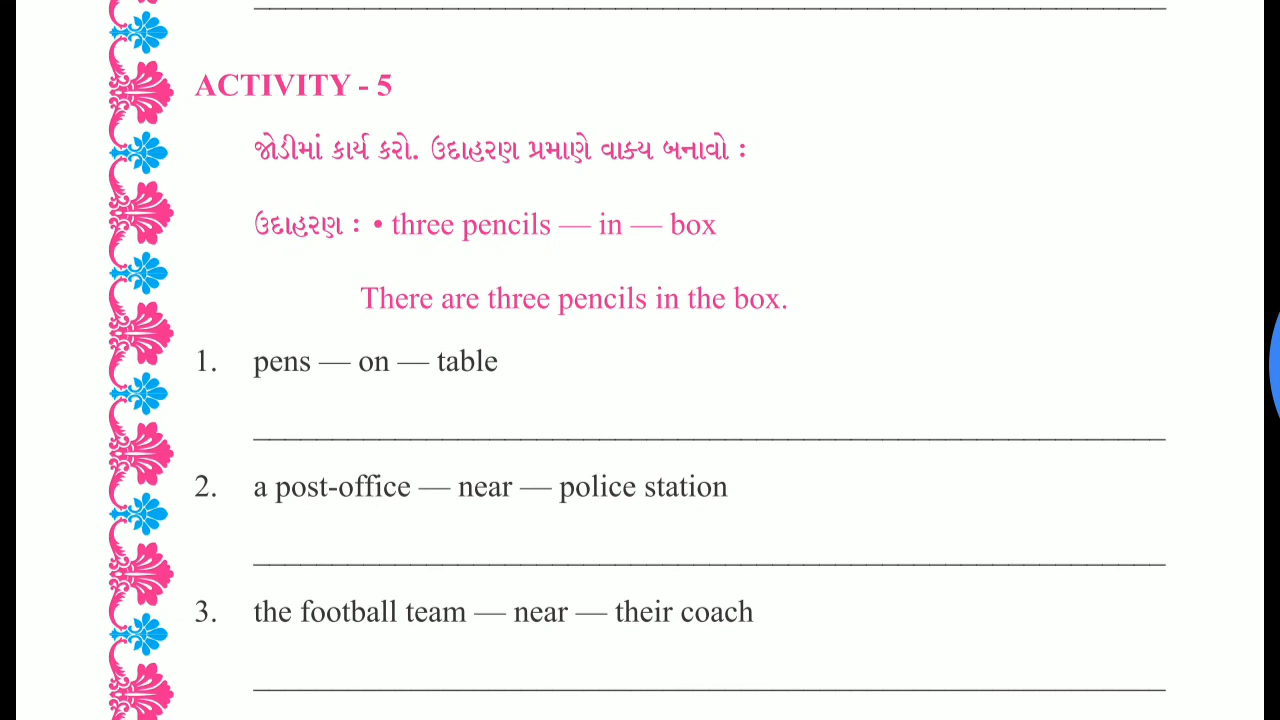 ACTIVITY - 5
જોડીમાં કાર્ય કરો. ઉદાહરણ પ્રમાણે વાક્ય બનાવો :
ઉદાહરણ : • three pencils — in — box
There are three pencils in the box.
1. pens — on — table
2. a post-office — near — police station
3. the football team — near — their coach